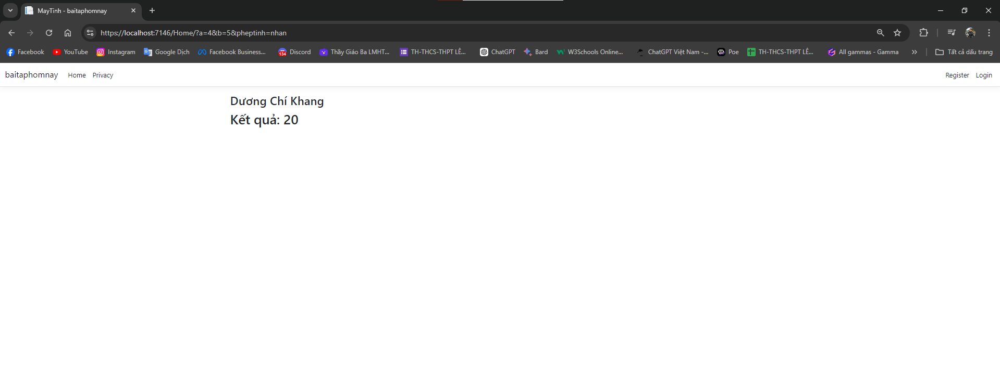 MayTinh - baitaphomnay
https://localhost:7146/Home/?a=4&b=5&pheptinh=nhan
Facebook YouTube Instagram Google Dịch Facebook Business... 134 Discord Thầy Giáo Ba LMHT... TH-THCS-THPT LÊ... ChatGPT Bard W3Schools Online... ChatGPT Việt Nam -... Poe TH-THCS-THPT LÊ... All gammas - Gamma Tất cả dấu trang
baitaphomnay Home Privacy Register Login
Dương Chí Khang
Kết quả: 20